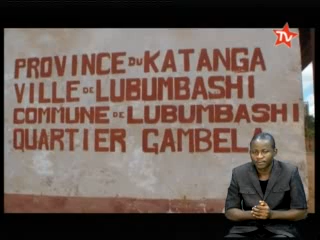 TV
PROVINCE DU KATANGA
VILLE DE LUBUMBASHI
COMMUNE DE LUBUMBASHI
QUARTIER GAMBEL